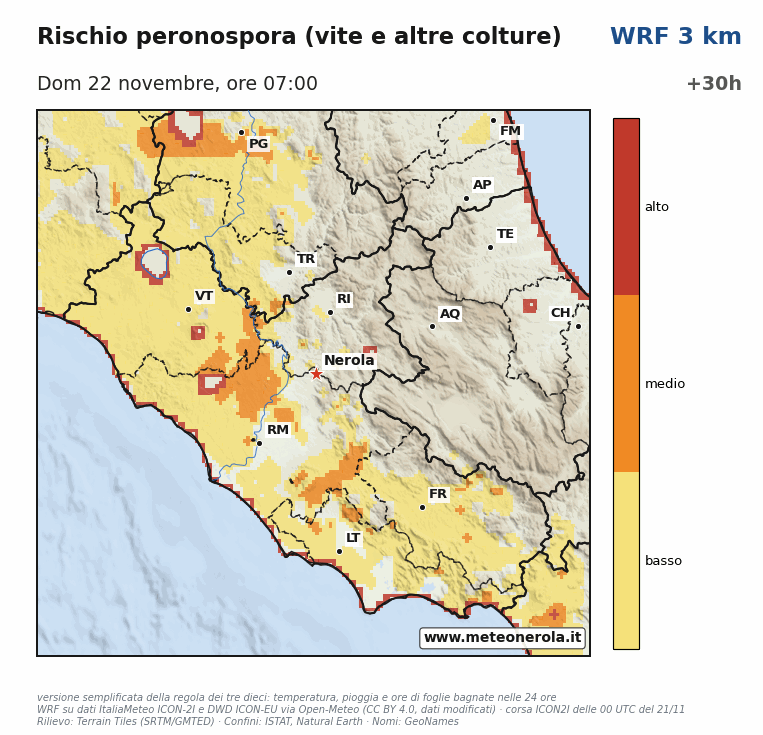 Rischio peronospora (vite e altre colture) WRF 3 km
Dom 22 novembre, ore 07:00 +30h
FM
PG
AP
TE
TR
VT
RI
AQ
CH
Nerola
RM
FR
LT
alto
medio
basso
www.meteonerola.it
versione semplificata della regola dei tre dieci: temperatura, pioggia e ore di foglie bagnate nelle 24 ore
WRF su dati ItaliaMeteo ICON-2I e DWD ICON-EU via Open-Meteo (CC BY 4.0, dati modificati) · corsa ICON2I delle 00 UTC del 21/11
Rilievo: Terrain Tiles (SRTM/GMTED) · Confini: ISTAT, Natural Earth · Nomi: GeoNames